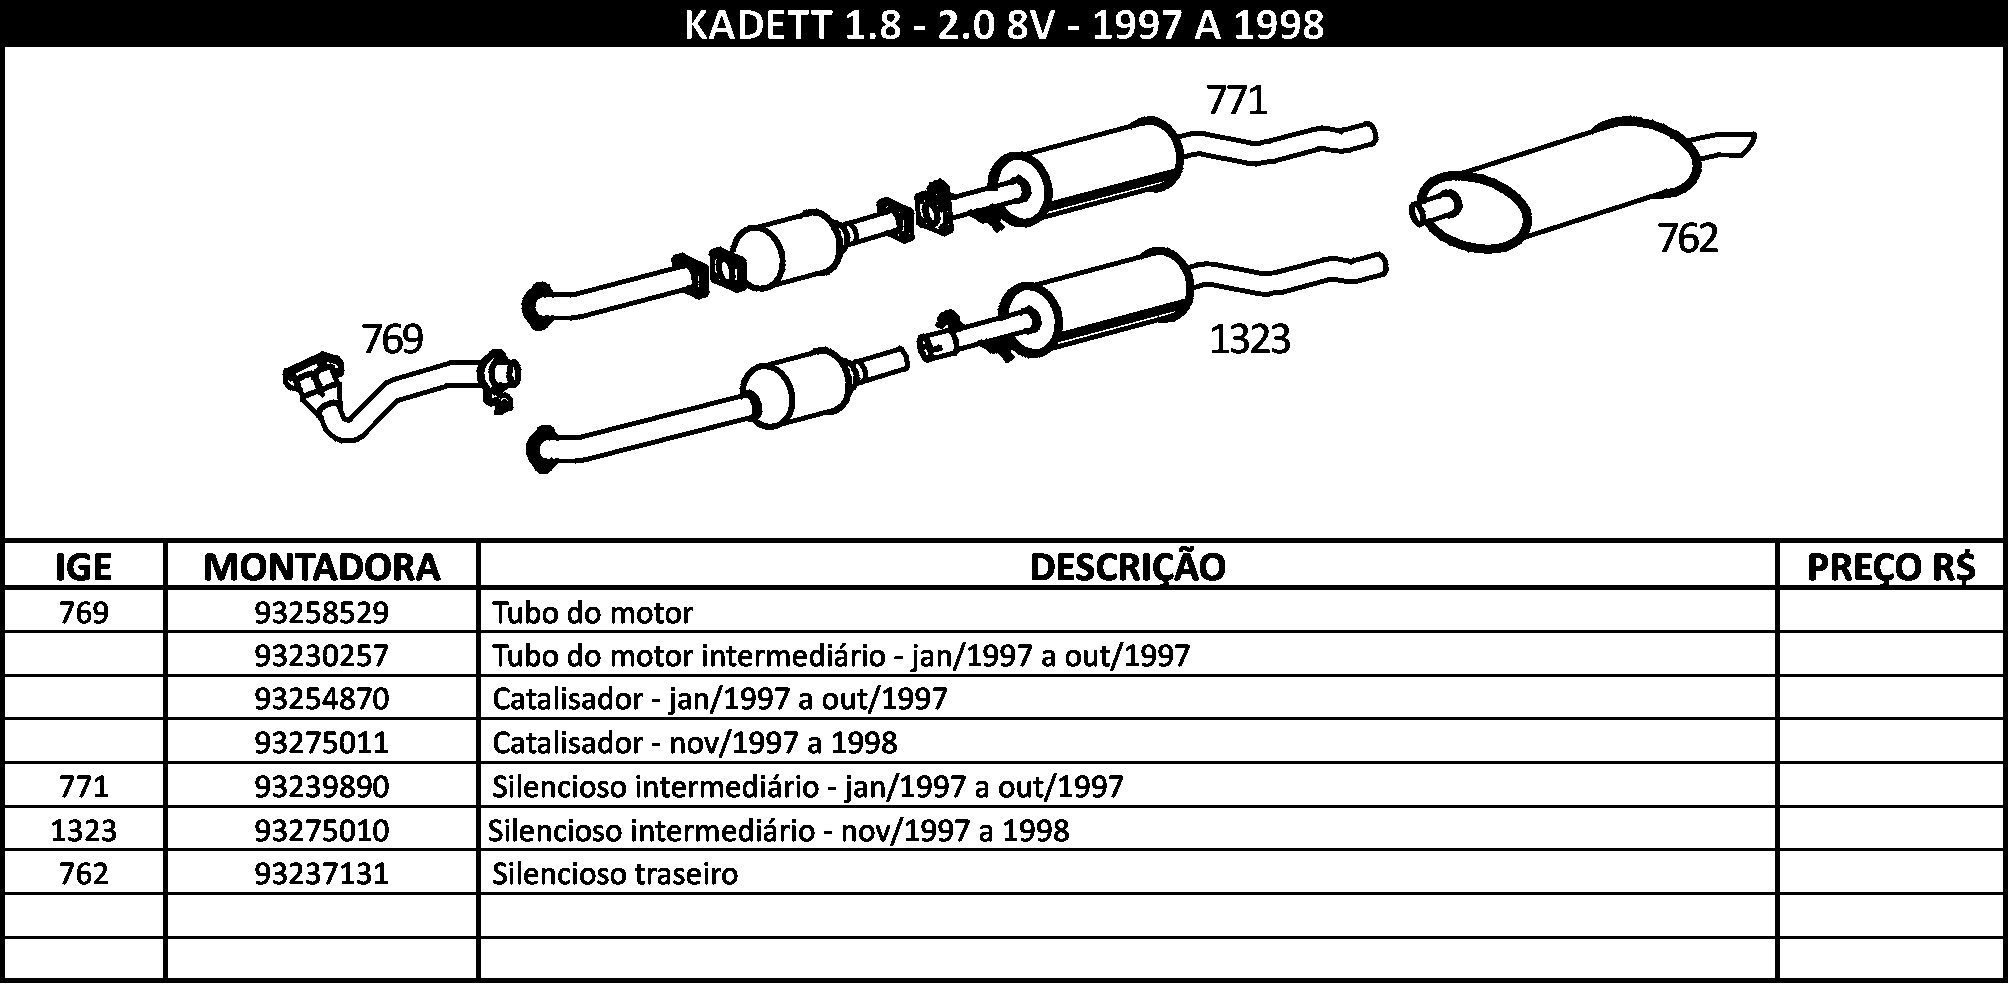 KADETT 1.8 - 2.0 8V - 1997 A 1998
771
762
769
1323
IGE MONTADORA DESCRIÇÃO PREÇO R$
769 93258529 Tubo do motor
93230257 Tubo do motor intermediário - jan/1997 a out/1997
93254870 Catalisador - jan/1997 a out/1997
93275011 Catalisador - nov/1997 a 1998
771 93239890 Silencioso intermediário - jan/1997 a out/1997
1323 93275010 Silencioso intermediário - nov/1997 a 1998
762 93237131 Silencioso traseiro